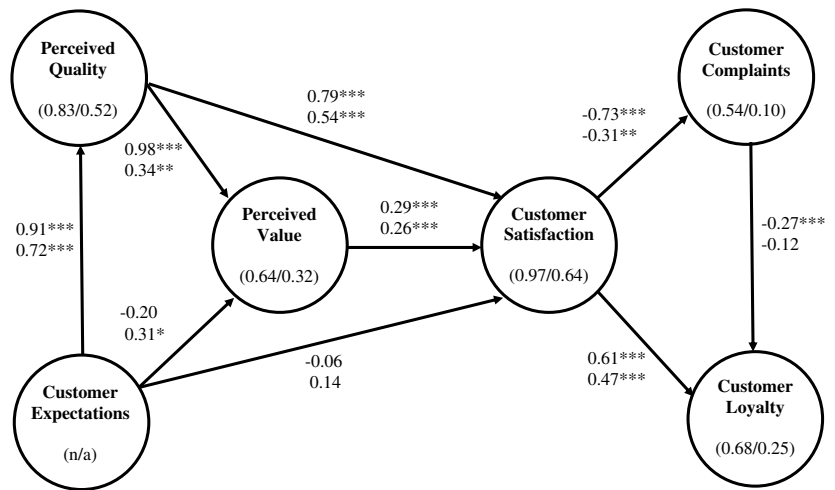 Perceived
Quality
(0.83/0.52)
Customer
Complaints
(0.54/0.10)
0.79***
0.54***
-0.73***
-0.31**
0.98***
0.34**
Perceived
Value
(0.64/0.32)
0.29***
0.26***
Customer
Satisfaction
(0.97/0.64)
0.91***
0.72***
-0.27***
-0.12
-0.20
0.31*
-0.06
0.14
0.61***
0.47***
Customer
Expectations
(n/a)
Customer
Loyalty
(0.68/0.25)